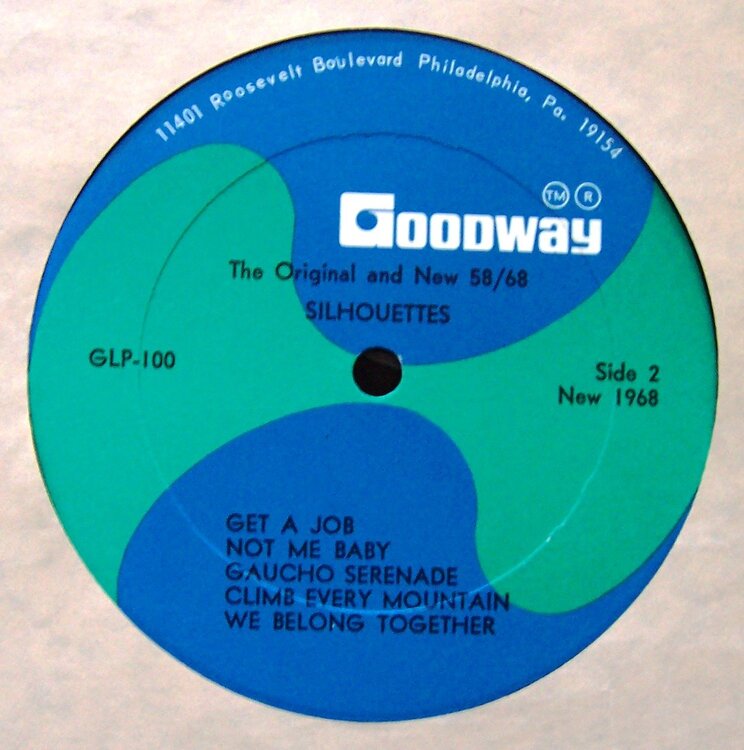 11401 Roosevelt Boulevard Philadelphia, Pa. 19154
TM R
GOODWAY
The Original and New 58/68
SILHOUETTES
GLP-100
Side 2
New 1968
GET A JOB
NOT ME BABY
GAUCHO SERENADE
CLIMB EVERY MOUNTAIN
WE BELONG TOGETHER